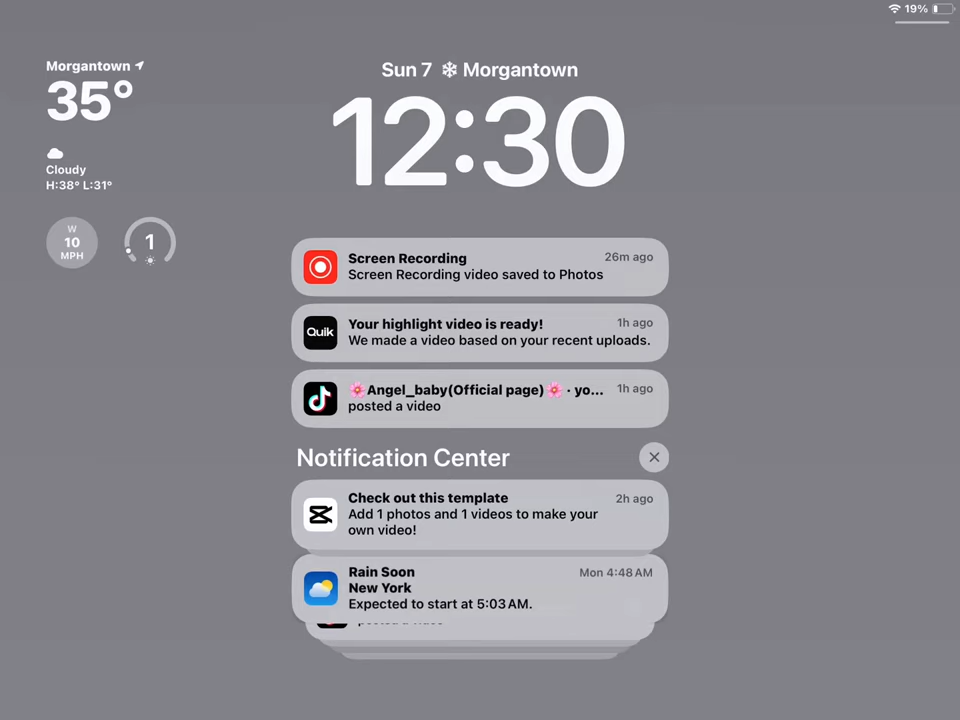 19%
Morgantown
35°
Cloudy
H:38° L:31°
W
10
MPH
1
Sun 7 ❄ Morgantown
12:30
Screen Recording
26m ago
Screen Recording video saved to Photos
Quik
Your highlight video is ready!
1h ago
We made a video based on your recent uploads.
🌸Angel_baby(Official page)🌸 · yo...
1h ago
posted a video
Notification Center
Check out this template
2h ago
Add 1 photos and 1 videos to make your
own video!
Rain Soon
Mon 4:48 AM
New York
Expected to start at 5:03 AM.
posted a video